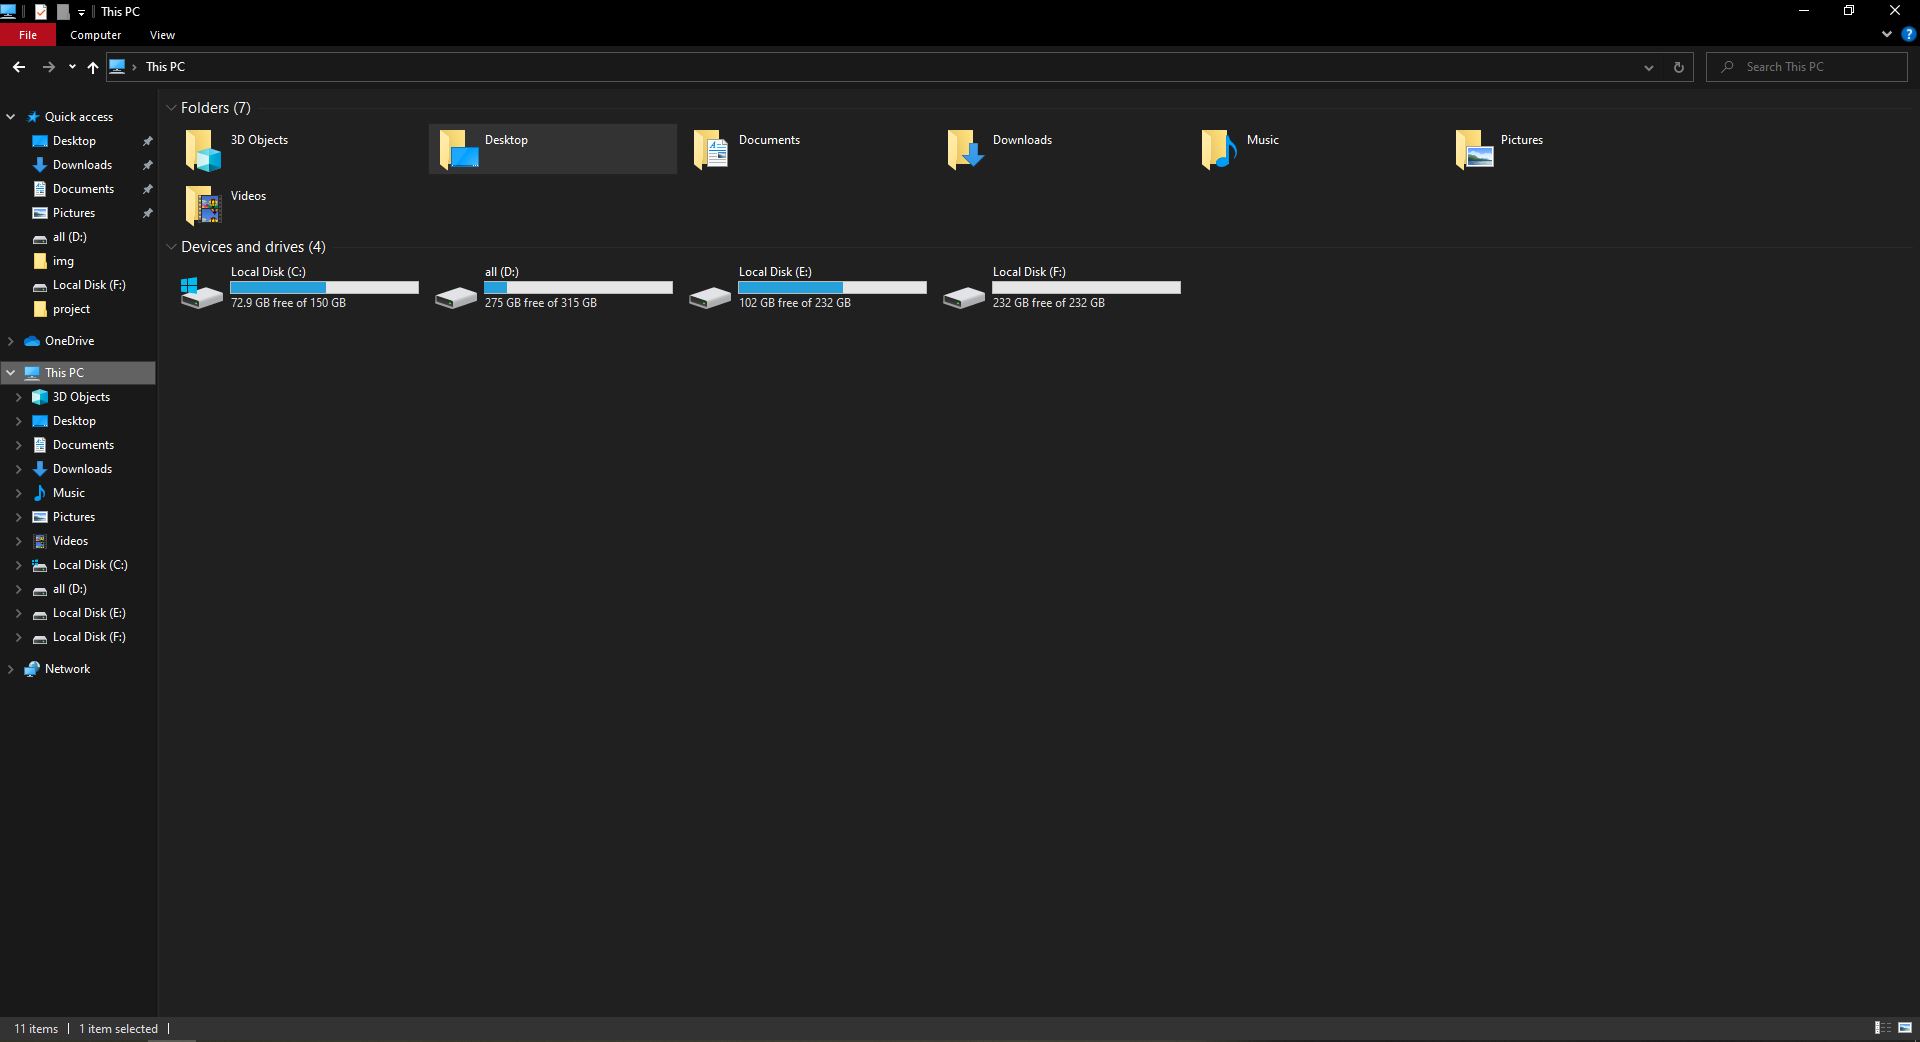 This PC
File Computer View
This PC
Search This PC
Quick access
Desktop
Downloads
Documents
Pictures
all (D:)
img
Local Disk (F:)
project
OneDrive
This PC
3D Objects
Desktop
Documents
Downloads
Music
Pictures
Videos
Local Disk (C:)
all (D:)
Local Disk (E:)
Local Disk (F:)
Network
Folders (7)
3D Objects
Desktop
Documents
Downloads
Music
Pictures
Videos
Devices and drives (4)
Local Disk (C:)
72.9 GB free of 150 GB
all (D:)
275 GB free of 315 GB
Local Disk (E:)
102 GB free of 232 GB
Local Disk (F:)
232 GB free of 232 GB
11 items
1 item selected